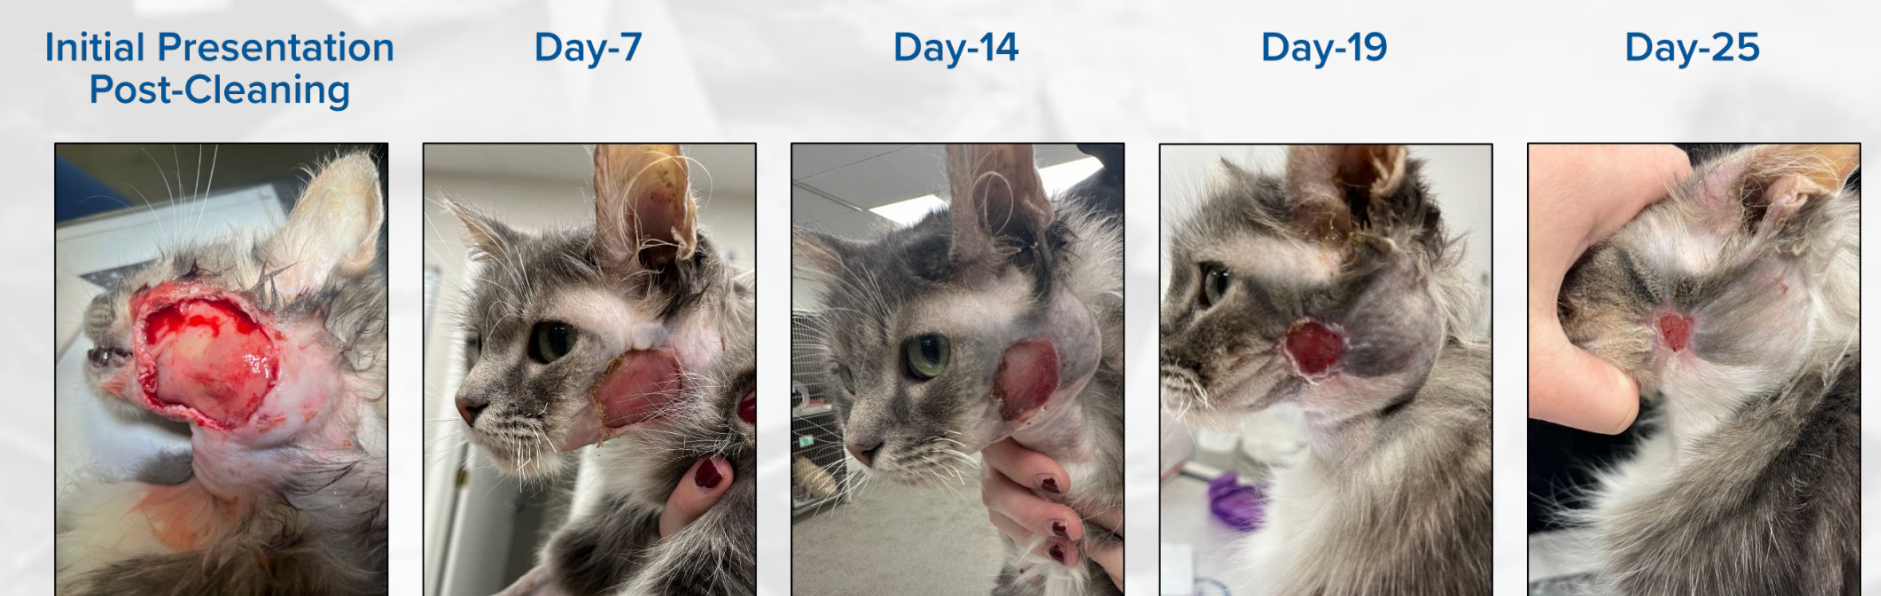 Initial Presentation
Post-Cleaning
Day-7
Day-14
Day-19
Day-25